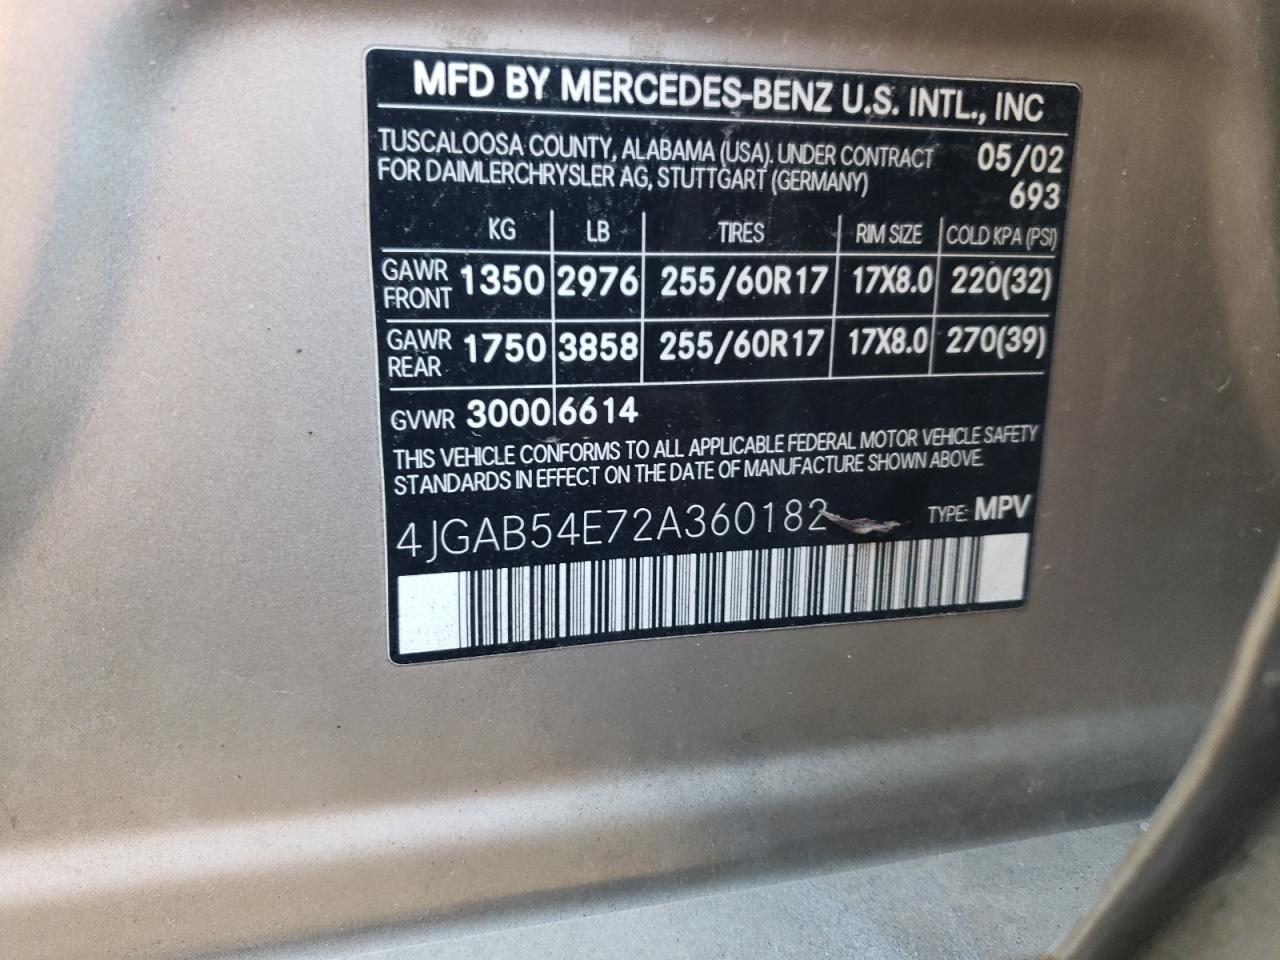 MFD BY MERCEDES-BENZ U.S. INTL., INC
TUSCALOOSA COUNTY, ALABAMA (USA). UNDER CONTRACT 05/02
FOR DAIMLERCHRYSLER AG, STUTTGART (GERMANY) 693
KG LB TIRES RIM SIZE COLD KPA (PSI)
GAWR FRONT 1350 2976 255/60R17 17X8.0 220(32)
GAWR REAR 1750 3858 255/60R17 17X8.0 270(39)
GVWR 3000 6614
THIS VEHICLE CONFORMS TO ALL APPLICABLE FEDERAL MOTOR VEHICLE SAFETY
STANDARDS IN EFFECT ON THE DATE OF MANUFACTURE SHOWN ABOVE.
4JGAB54E72A360182 TYPE: MPV